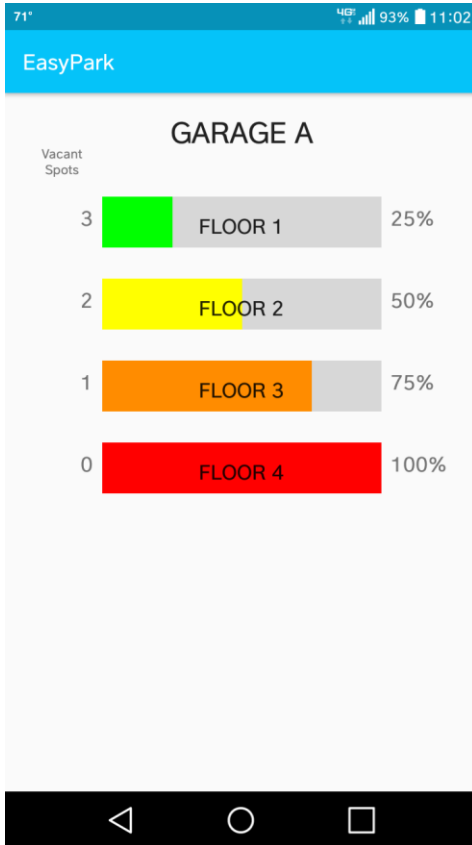 71° 4G 93% 11:02
EasyPark
GARAGE A
Vacant
Spots
3 FLOOR 1 25%
2 FLOOR 2 50%
1 FLOOR 3 75%
0 FLOOR 4 100%